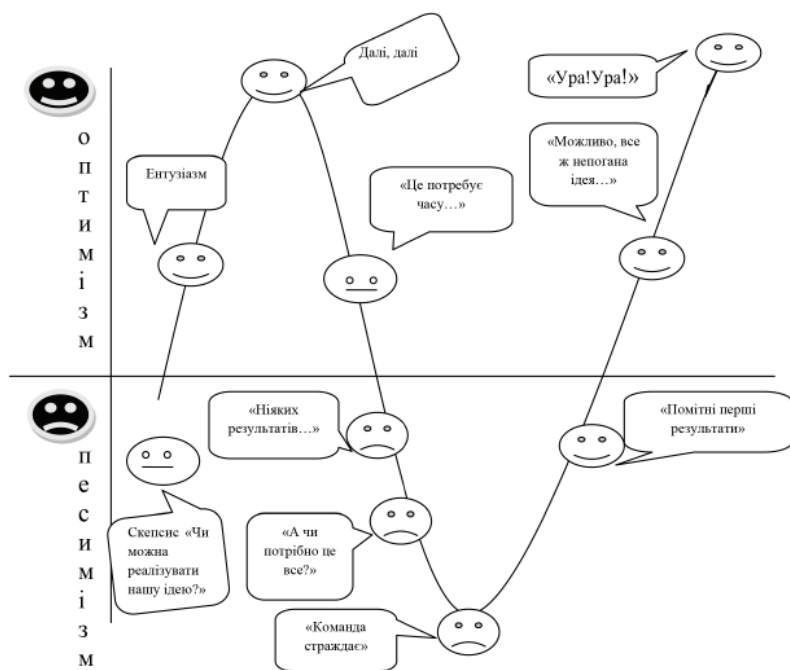 оптимізм
песимізм
Далі, далі
«Ура!Ура!»
Ентузіазм
«Можливо, все
ж непогана
ідея…»
«Це потребує
часу…»
«Ніяких
результатів…»
«Помітні перші
результати»
Скепсис «Чи
можна
реалізувати
нашу ідею?»
«А чи
потрібно це
все?»
«Команда
страждає»